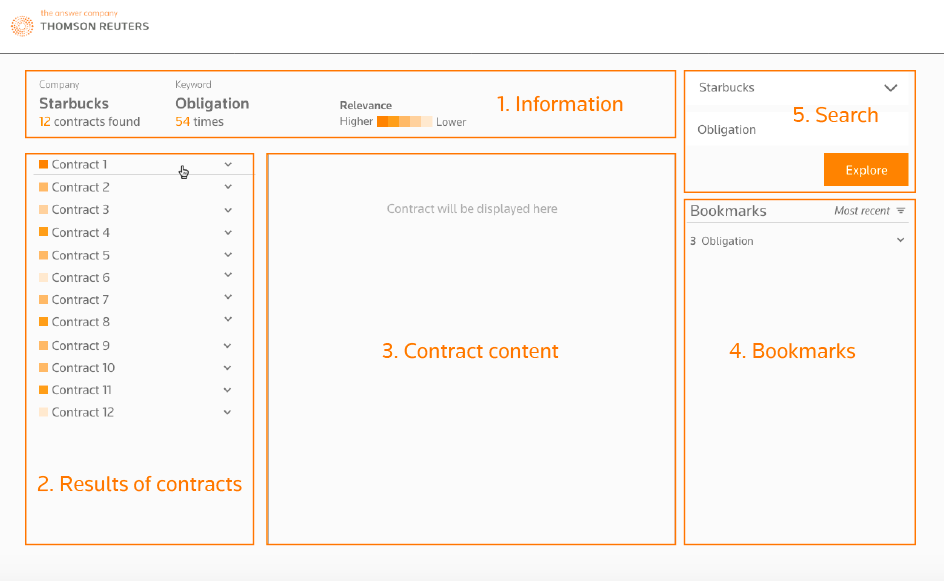 the answer company
THOMSON REUTERS
Company
Starbucks
12 contracts found
Keyword
Obligation
54 times
Relevance
Higher Lower
1. Information
Starbucks
Obligation
5. Search
Explore
Contract 1
Contract 2
Contract 3
Contract 4
Contract 5
Contract 6
Contract 7
Contract 8
Contract 9
Contract 10
Contract 11
Contract 12
2. Results of contracts
Contract will be displayed here
3. Contract content
Bookmarks Most recent
3 Obligation
4. Bookmarks